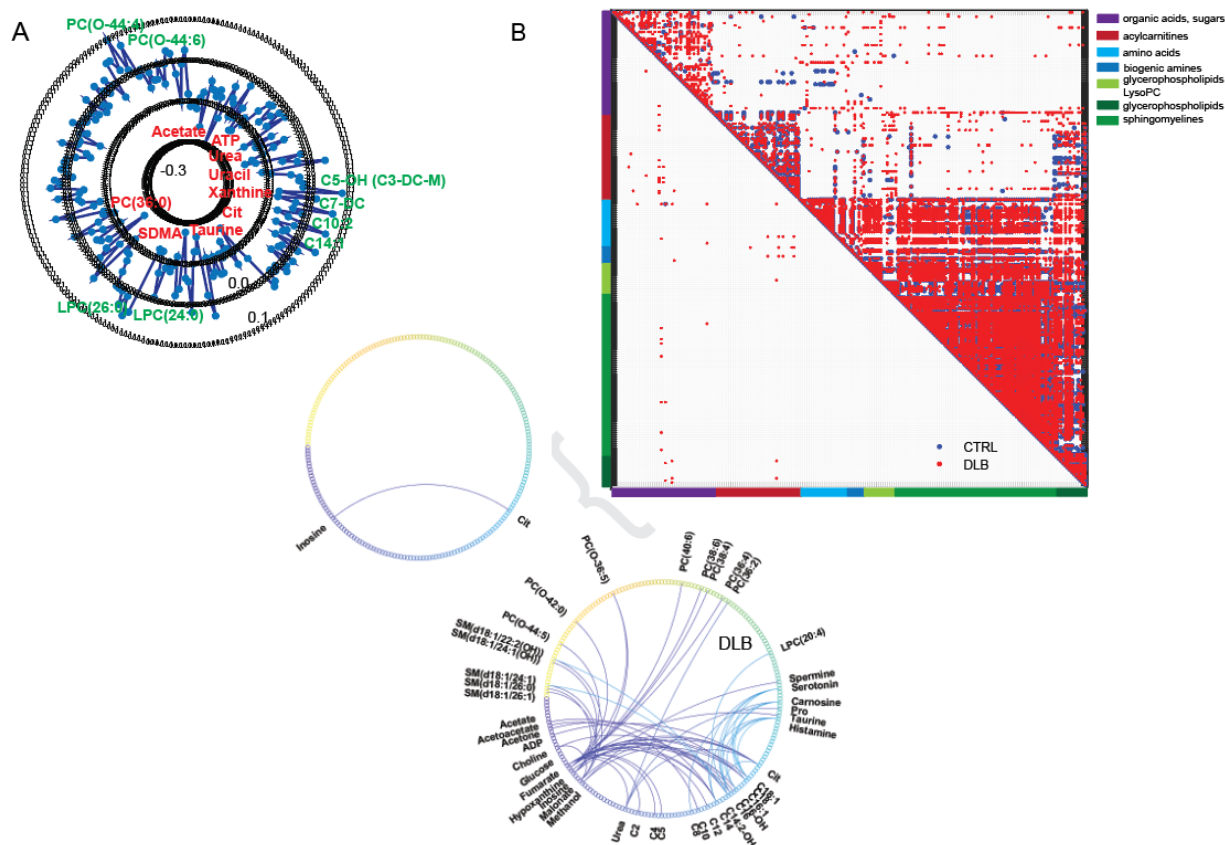 A
PC(O-44:4)
PC(O-44:6)
Acetate
ATP
Urea
-0.3
Uracil
Xanthine
C5-OH (C3-DC-M)
C7-DC
PC(36:0)
Cit
C10:2
SDMA
Taurine
C14:1
0.0
LPC(26:0)
LPC(24:0)
0.1
B
CTRL
DLB
organic acids, sugars
acylcarnitines
amino acids
biogenic amines
glycerophospholipids
LysoPC
glycerophospholipids
sphingomyelines
Inosine
Cit
DLB
PC(O-36:5)
PC(40:6)
PC(38:6)
PC(38:4)
PC(36:4)
PC(36:2)
PC(O-42:0)
PC(O-44:5)
SM(d18:1/22:2(OH))
SM(d18:1/24:1(OH))
SM(d18:1/24:1)
SM(d18:1/26:0)
SM(d18:1/26:1)
LPC(20:4)
Spermine
Serotonin
Carnosine
Pro
Taurine
Histamine
Acetate
Acetoacetate
Acetone
ADP
Choline
Glucose
Fumarate
Hypoxanthine
Inosine
Malonate
Methanol
Urea
C2
C4
C5
C8
C10
C12
C14
C14:2-OH
Cit